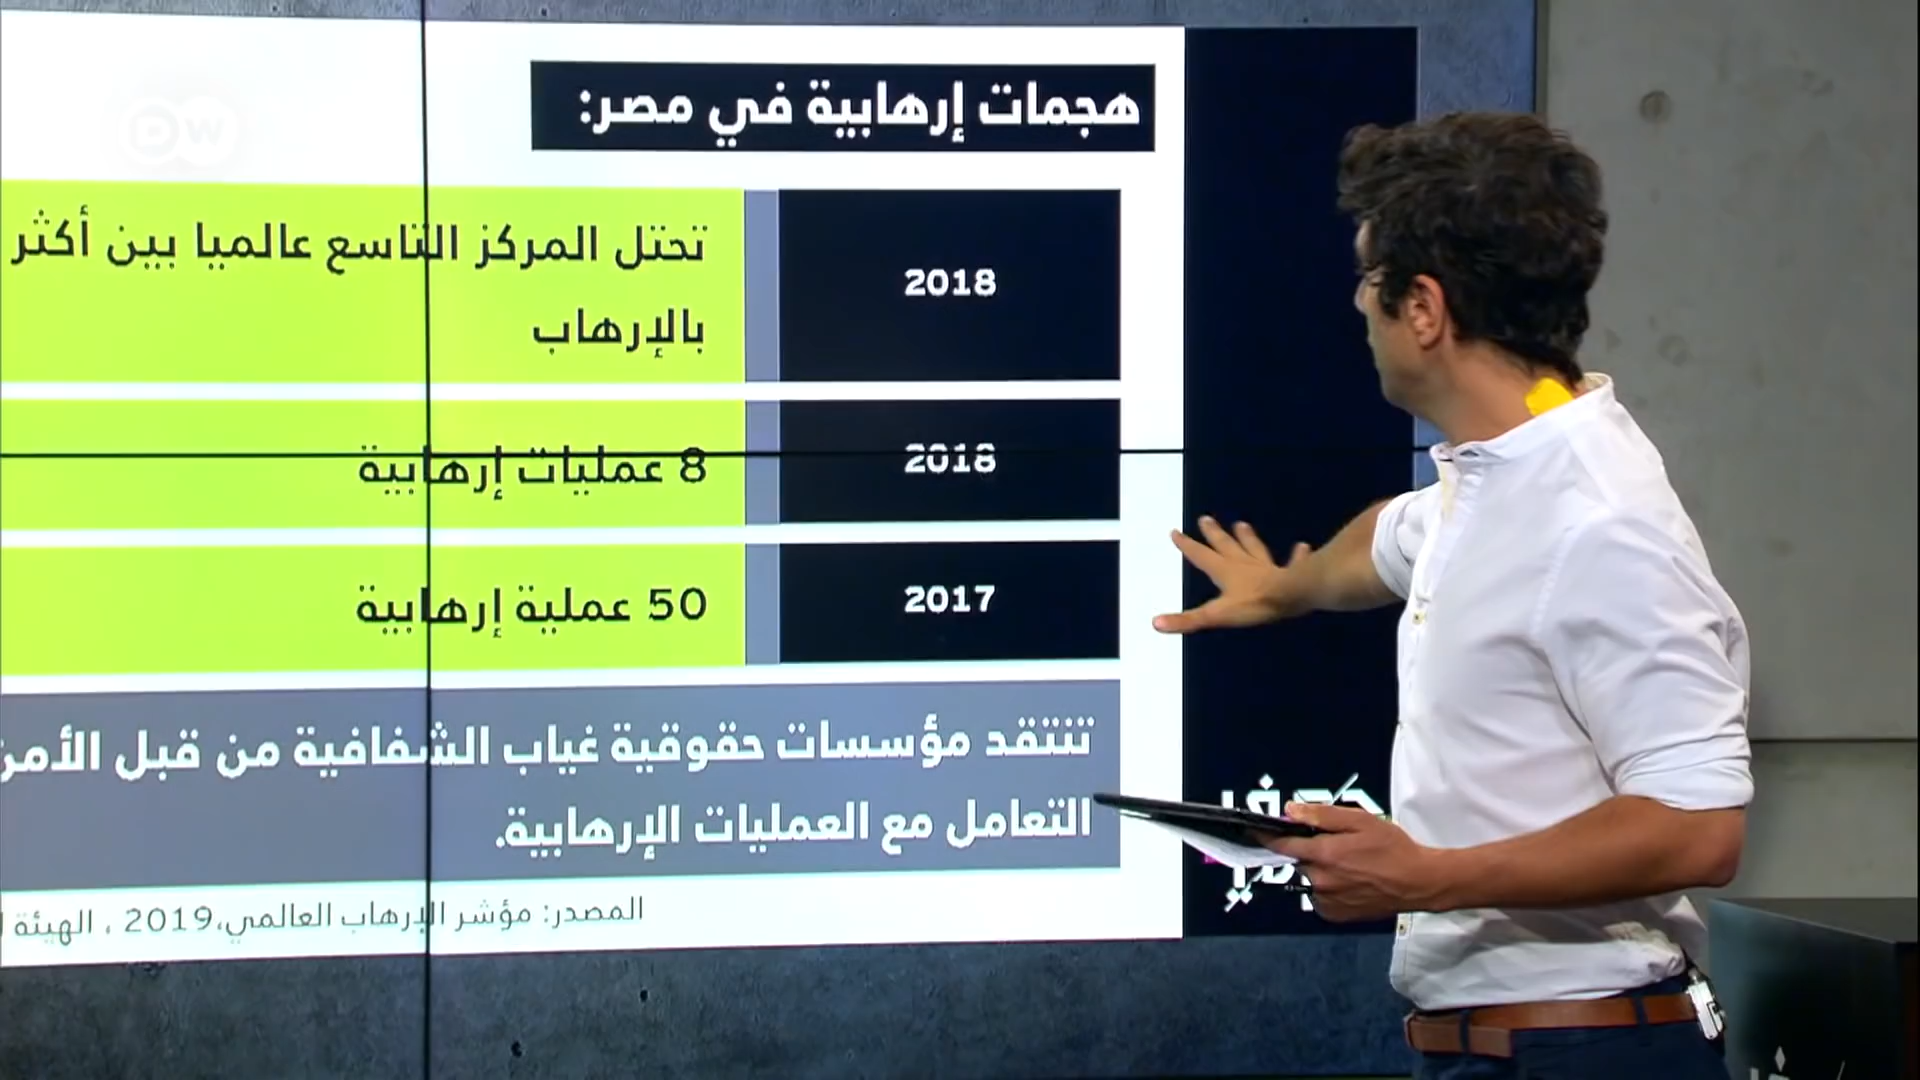 DW
هجمات إرهابية في مصر:
2018
تحتل المركز التاسع عالميا بين أكثر
بالإرهاب
2018
8 عمليات إرهابية
2017
50 عملية إرهابية
تنتقد مؤسسات حقوقية غياب الشفافية من قبل الأمن
التعامل مع العمليات الإرهابية.
المصدر: مؤشر الإرهاب العالمي،2019 ، الهيئة
جعفر